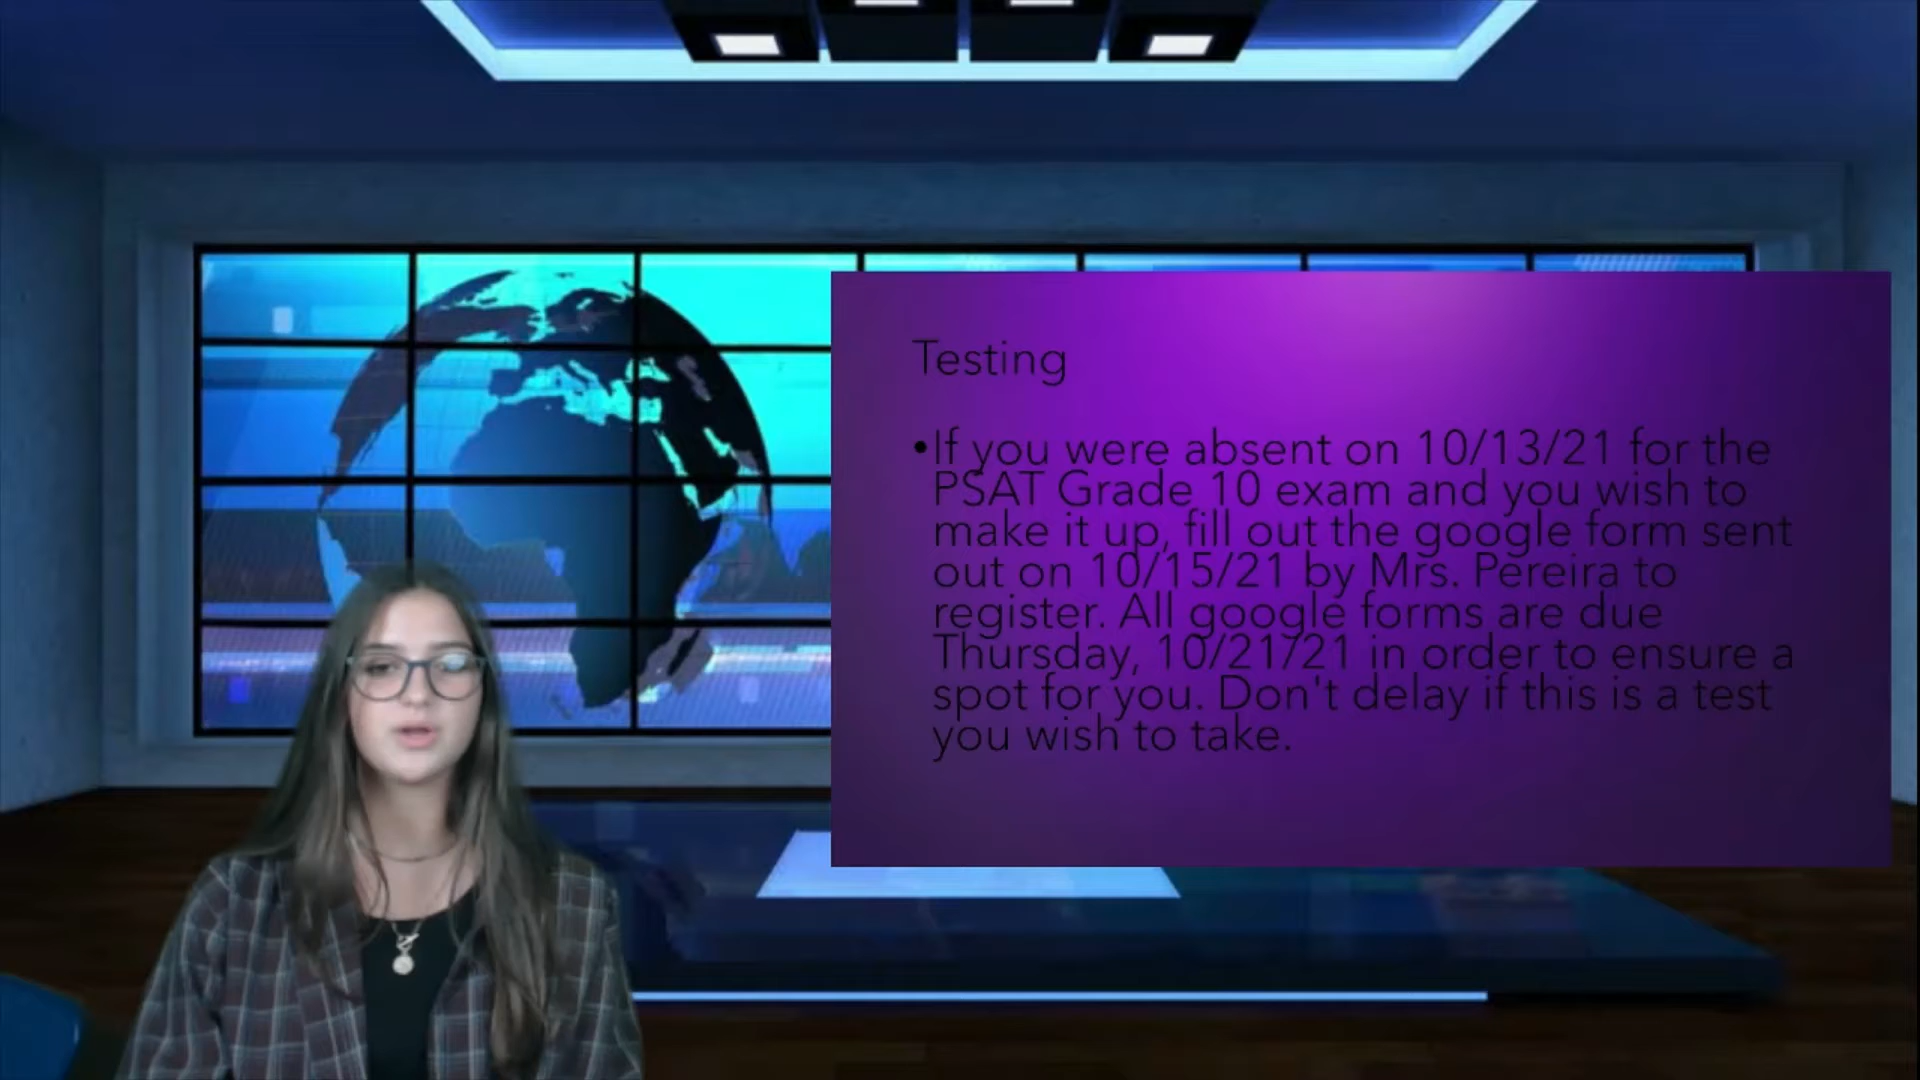 Testing
•If you were absent on 10/13/21 for the
PSAT Grade 10 exam and you wish to
make it up, fill out the google form sent
out on 10/15/21 by Mrs. Pereira to
register. All google forms are due
Thursday, 10/21/21 in order to ensure a
spot for you. Don't delay if this is a test
you wish to take.